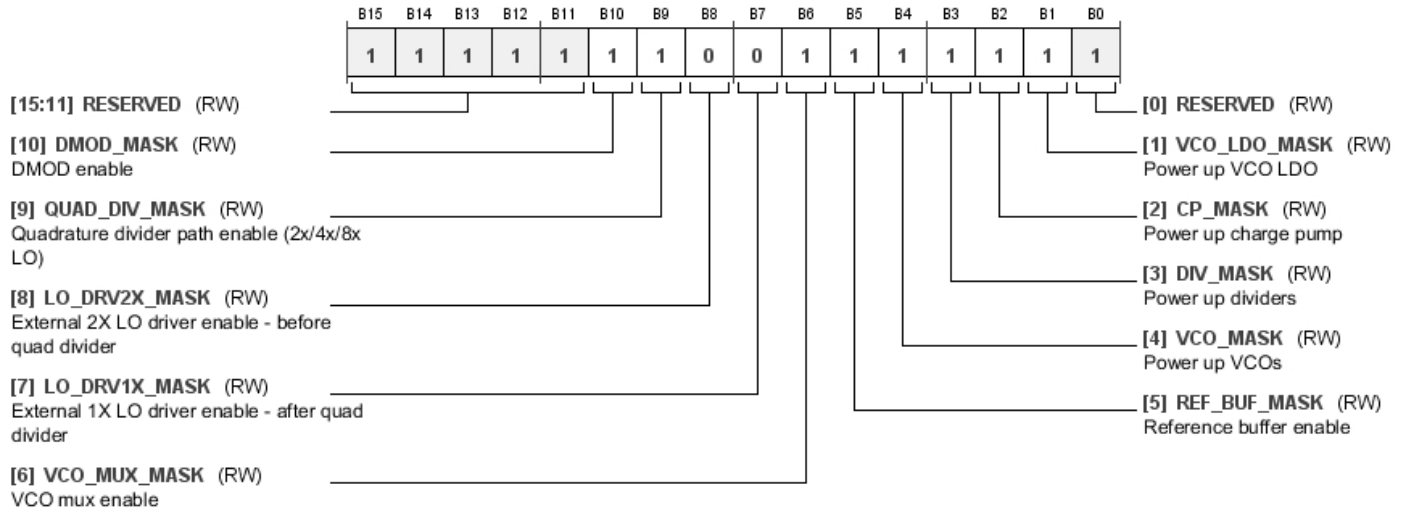 B15 B14 B13 B12 B11 B10 B9 B8 B7 B6 B5 B4 B3 B2 B1 B0
1 1 1 1 1 1 1 0 0 1 1 1 1 1 1 1
[15:11] RESERVED (RW)
[10] DMOD_MASK (RW)
DMOD enable
[9] QUAD_DIV_MASK (RW)
Quadrature divider path enable (2x/4x/8x
LO)
[8] LO_DRV2X_MASK (RW)
External 2X LO driver enable - before
quad divider
[7] LO_DRV1X_MASK (RW)
External 1X LO driver enable - after quad
divider
[6] VCO_MUX_MASK (RW)
VCO mux enable
[0] RESERVED (RW)
[1] VCO_LDO_MASK (RW)
Power up VCO LDO
[2] CP_MASK (RW)
Power up charge pump
[3] DIV_MASK (RW)
Power up dividers
[4] VCO_MASK (RW)
Power up VCOs
[5] REF_BUF_MASK (RW)
Reference buffer enable